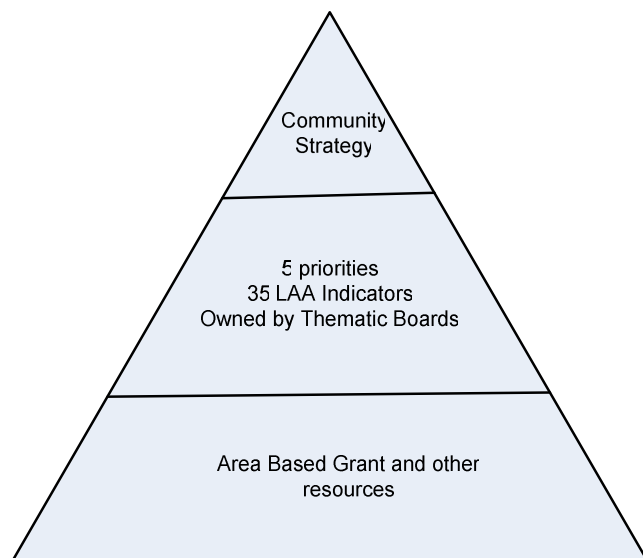 Community
Strategy
5 priorities
35 LAA Indicators
Owned by Thematic Boards
Area Based Grant and other
resources